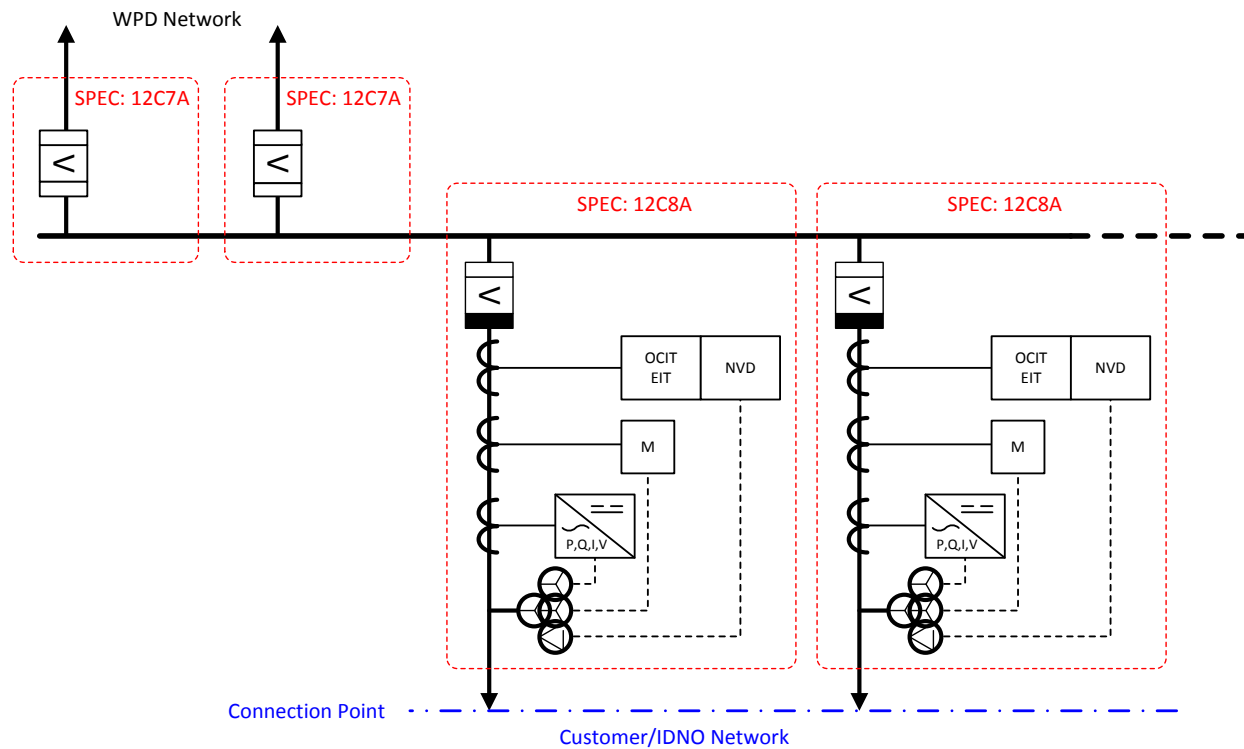 WPD Network
SPEC: 12C7A
SPEC: 12C7A
V
V
SPEC: 12C8A
SPEC: 12C8A
V
V
OCIT
EIT
NVD
OCIT
EIT
NVD
M
M
P,Q,I,V
P,Q,I,V
Connection Point
Customer/IDNO Network